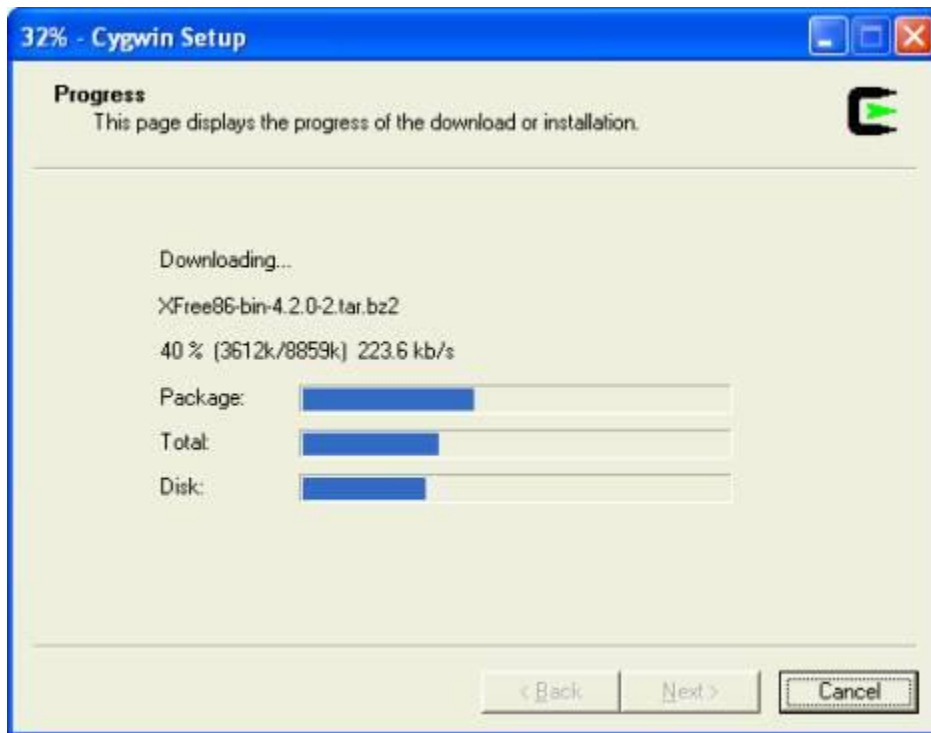 32% - Cygwin Setup
Progress
This page displays the progress of the download or installation.
Downloading...
XFree86-bin-4.2.0-2.tar.bz2
40 % (3612k/8859k) 223.6 kb/s
Package:
Total:
Disk:
< Back Next > Cancel